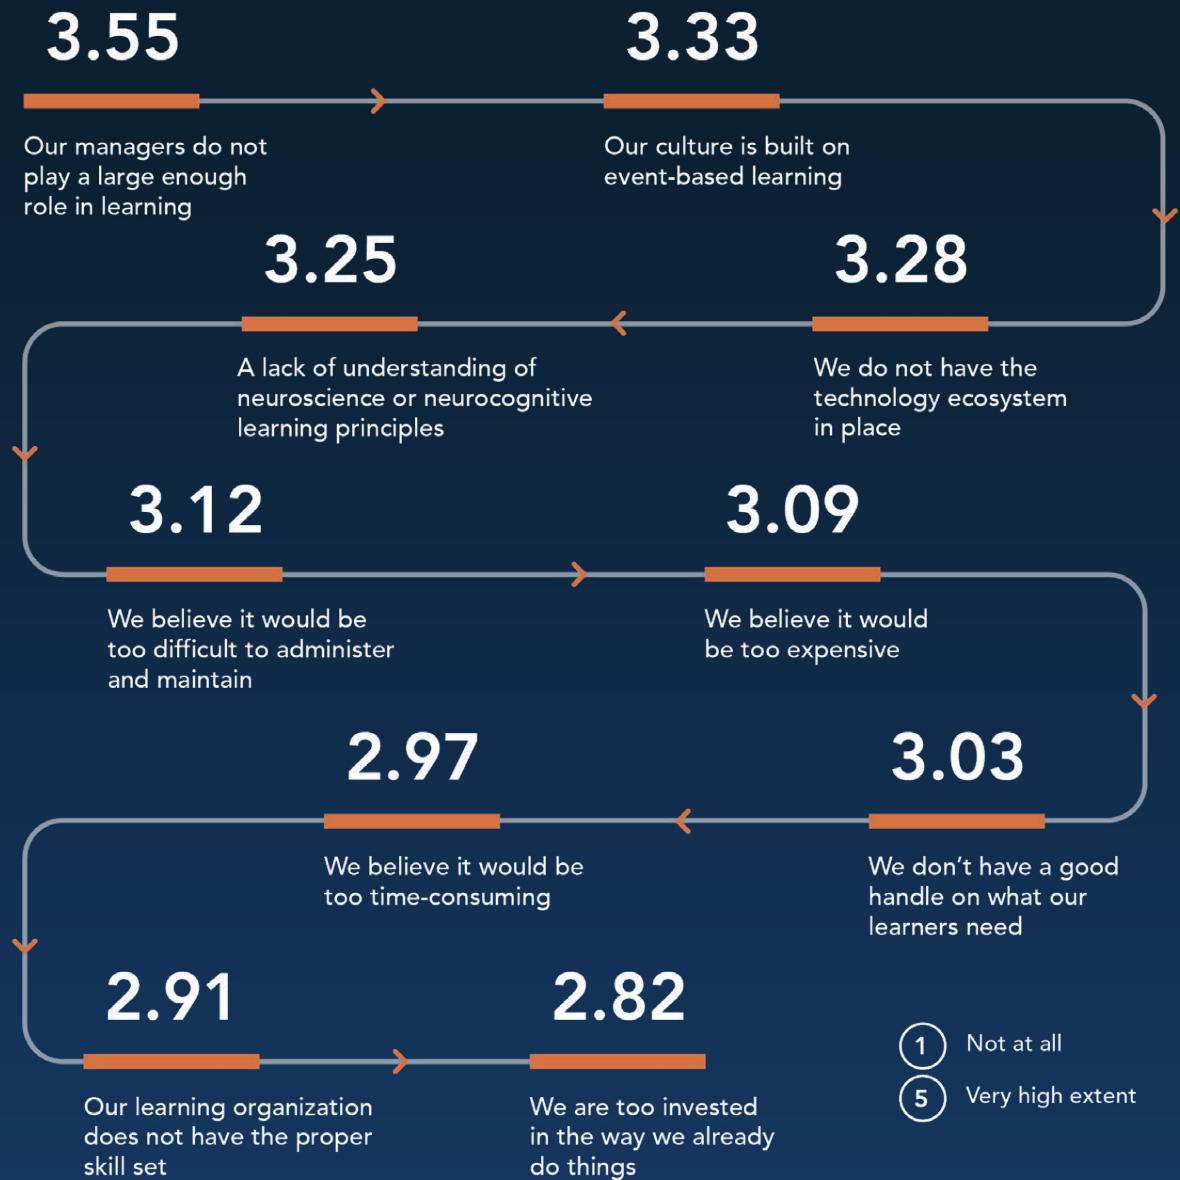 3.55
Our managers do not
play a large enough
role in learning
3.33
Our culture is built on
event-based learning
3.28
We do not have the
technology ecosystem
in place
3.25
A lack of understanding of
neuroscience or neurocognitive
learning principles
3.12
We believe it would be
too difficult to administer
and maintain
3.09
We believe it would
be too expensive
3.03
We don’t have a good
handle on what our
learners need
2.97
We believe it would be
too time-consuming
2.91
Our learning organization
does not have the proper
skill set
2.82
We are too invested
in the way we already
do things
1 Not at all
5 Very high extent